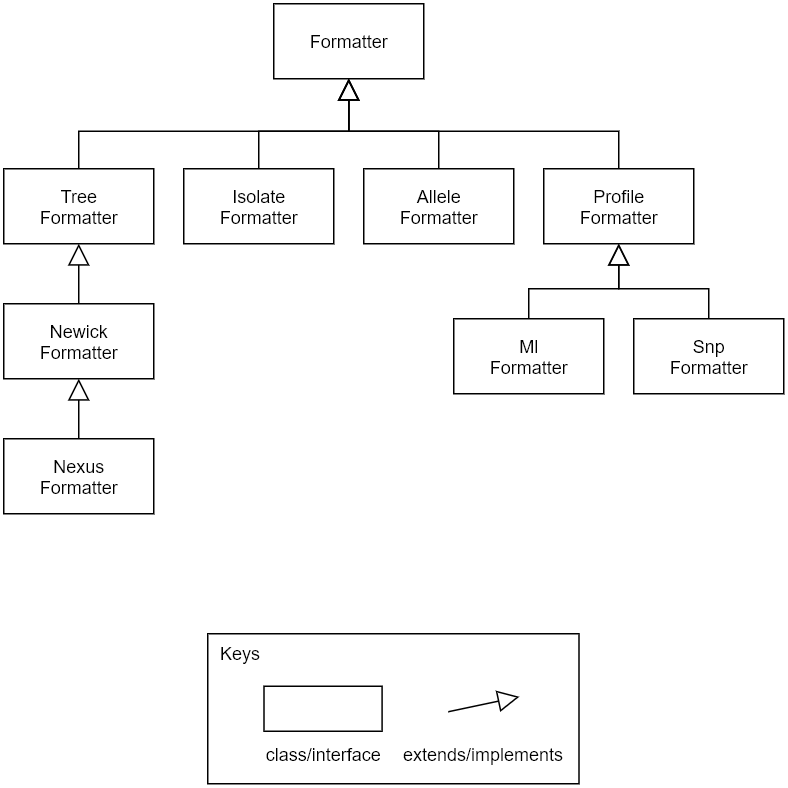 Formatter
Tree
Formatter
Isolate
Formatter
Allele
Formatter
Profile
Formatter
Newick
Formatter
Ml
Formatter
Snp
Formatter
Nexus
Formatter
Keys
class/interface
extends/implements